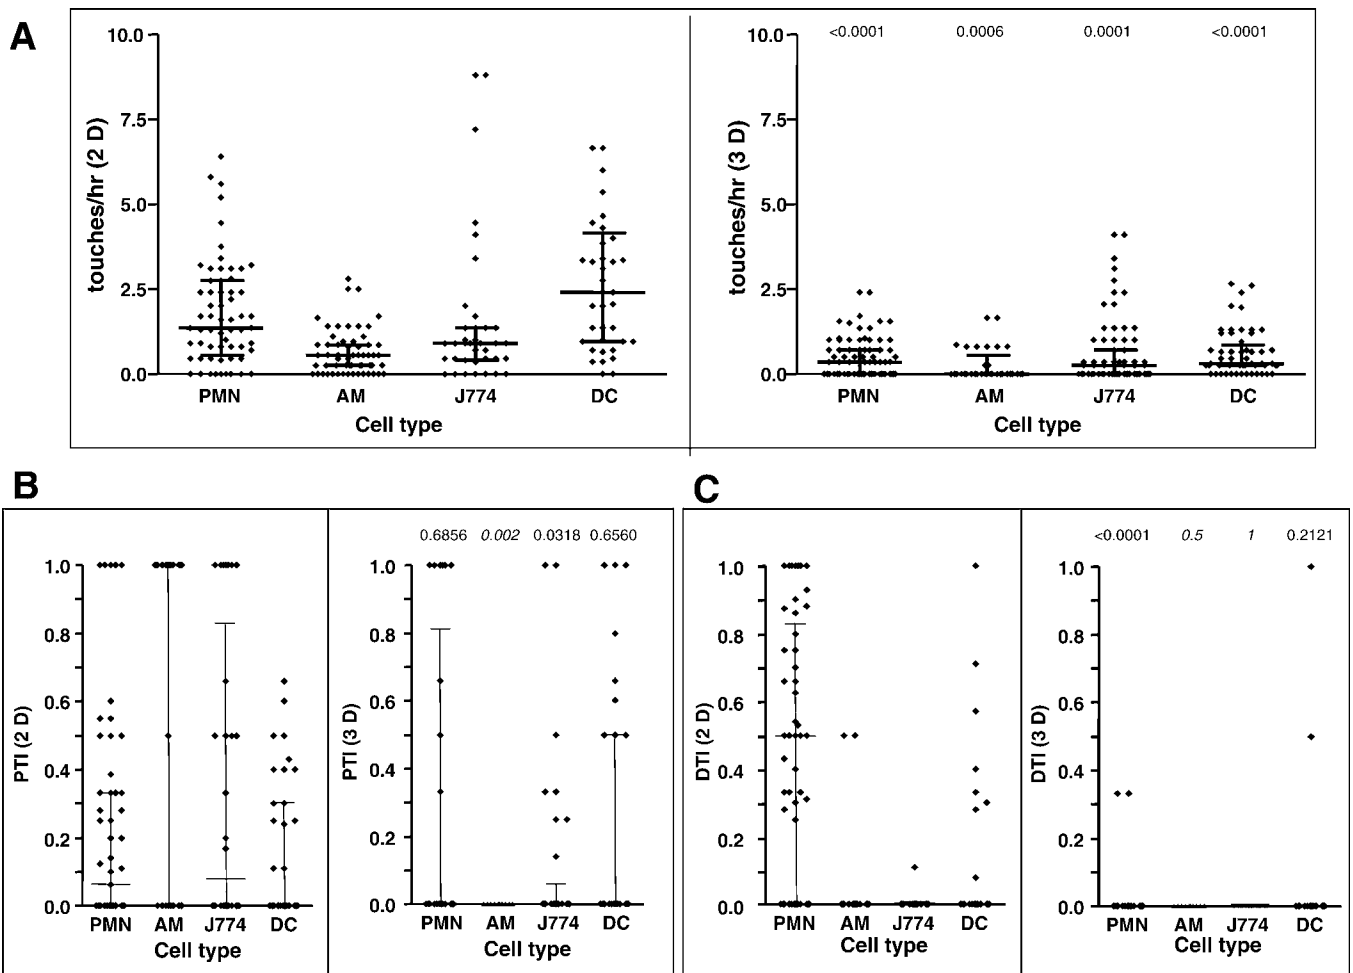 A
10.0
7.5
5.0
2.5
0.0
touches/hr (2 D)
PMN AM J774 DC
Cell type
<0.0001 0.0006 0.0001 <0.0001
10.0
7.5
5.0
2.5
0.0
touches/hr (3 D)
PMN AM J774 DC
Cell type
B
1.0
0.8
0.6
0.4
0.2
0.0
PTI (2 D)
PMN AM J774 DC
Cell type
0.6856 0.002 0.0318 0.6560
1.0
0.8
0.6
0.4
0.2
0.0
PTI (3 D)
PMN AM J774 DC
Cell type
C
1.0
0.8
0.6
0.4
0.2
0.0
DTI (2 D)
PMN AM J774 DC
Cell type
<0.0001 0.5 1 0.2121
1.0
0.8
0.6
0.4
0.2
0.0
DTI (3 D)
PMN AM J774 DC
Cell type